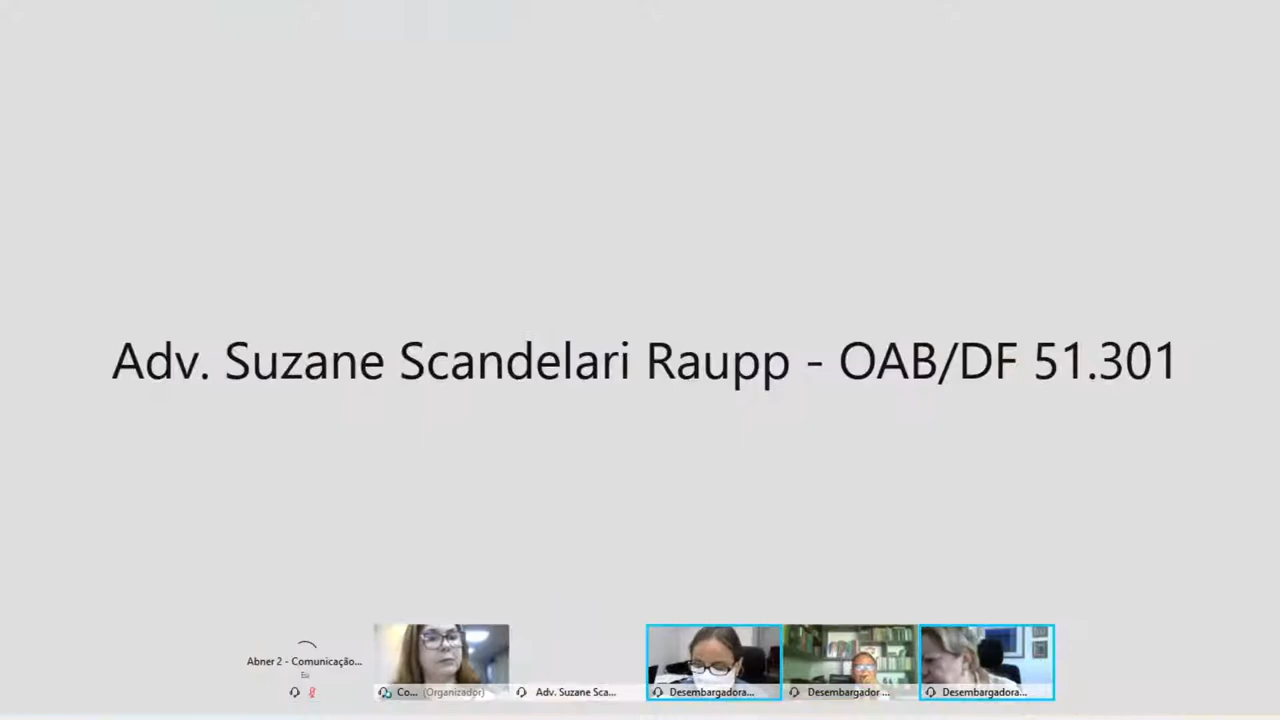 Adv. Suzane Scandelari Raupp - OAB/DF 51.301
Abner 2 - Comunicação...
Eu
Co... (Organizador)
Adv. Suzane Sca...
Desembargadora...
Desembargador ...
Desembargadora...